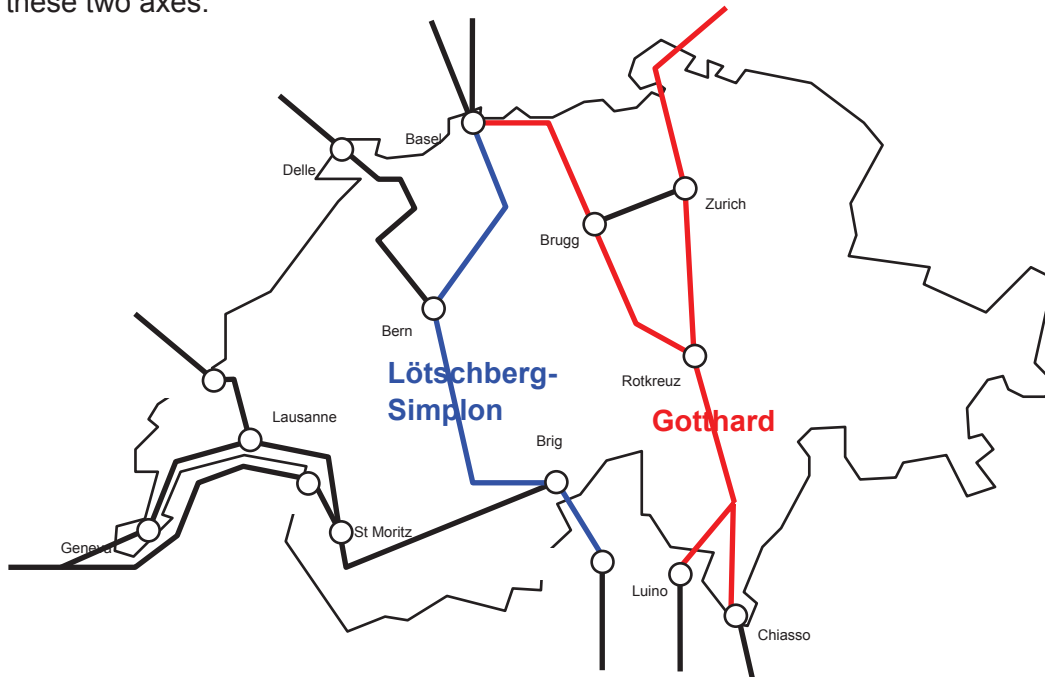 these two axes.
Basel
Delle
Zurich
Brugg
Bern
Lötschberg-
Simplon
Rotkreuz
Gotthard
Lausanne
Brig
St Moritz
Geneva
Luino
Chiasso